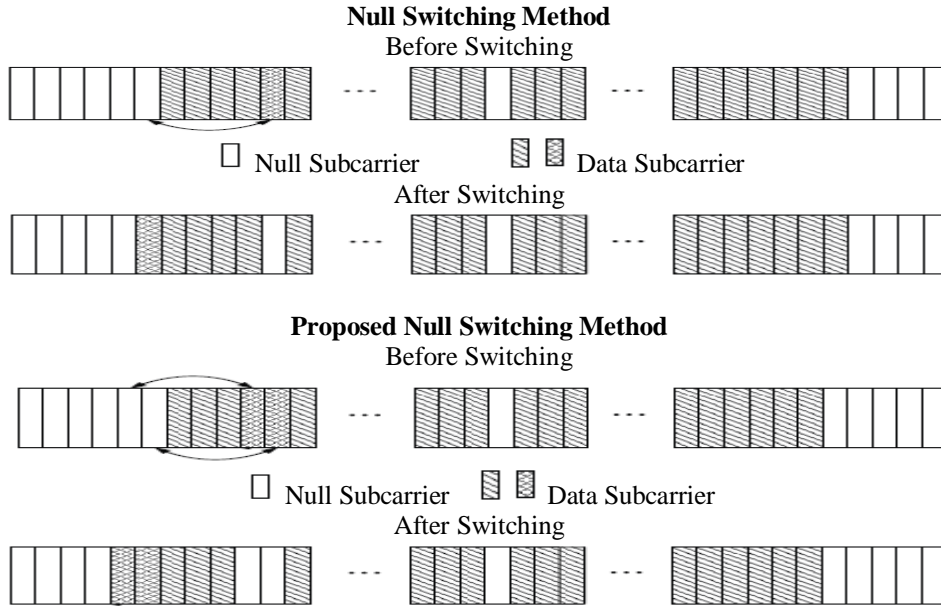 Null Switching Method
Before Switching
Null Subcarrier Data Subcarrier
After Switching
Proposed Null Switching Method
Before Switching
Null Subcarrier Data Subcarrier
After Switching